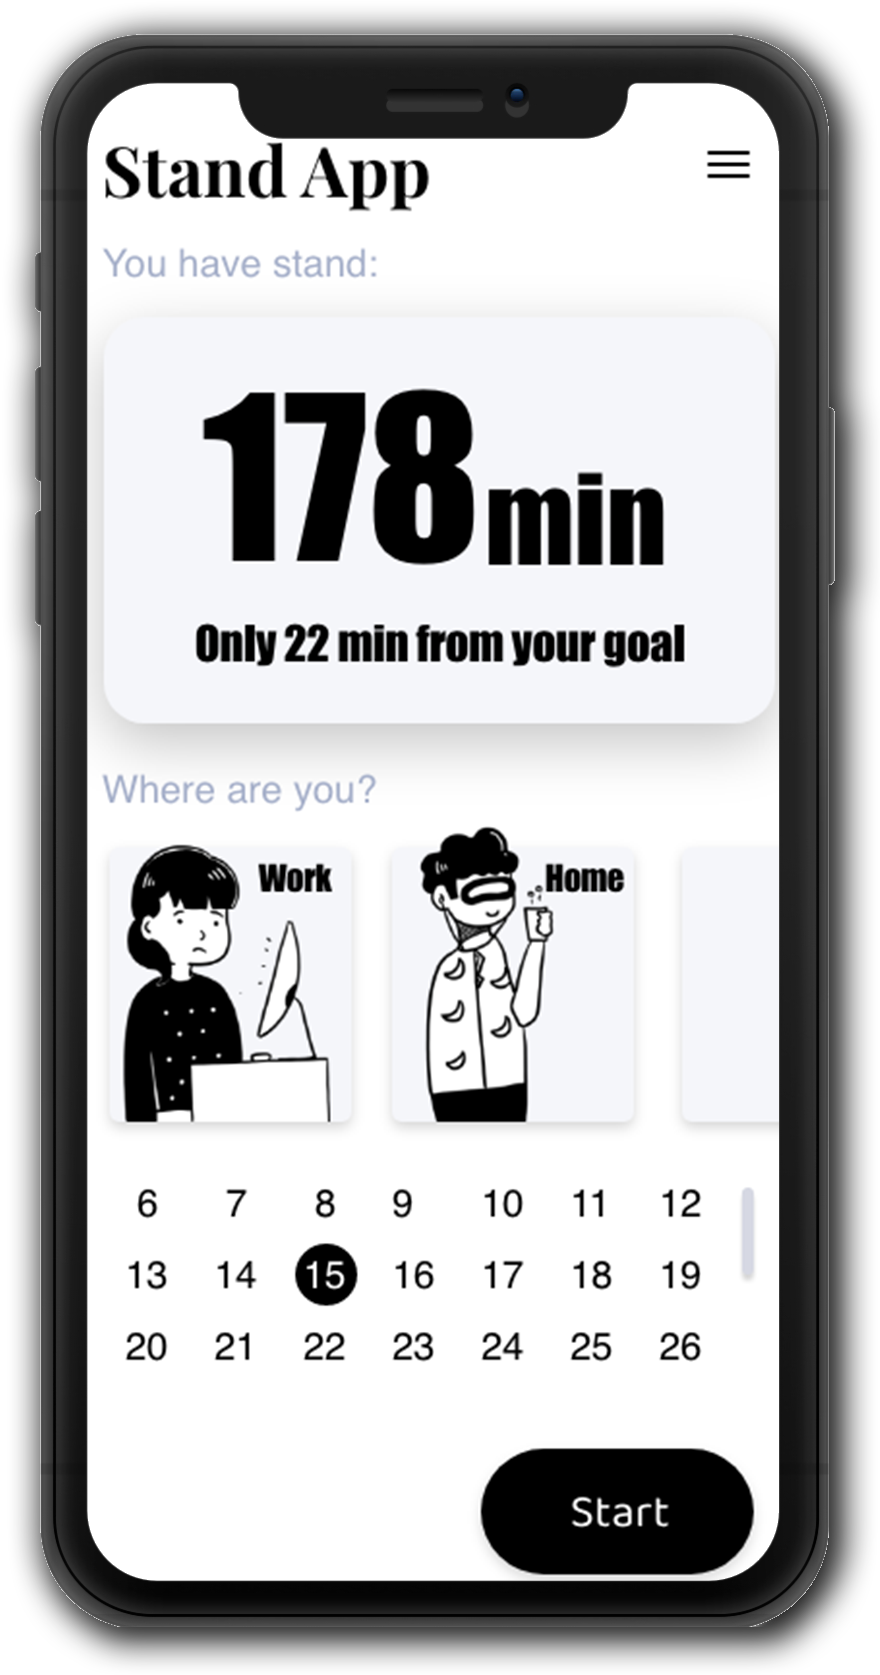 Stand App
You have stand:
178 min
Only 22 min from your goal
Where are you?
Work Home
6 7 8 9 10 11 12
13 14 15 16 17 18 19
20 21 22 23 24 25 26
Start